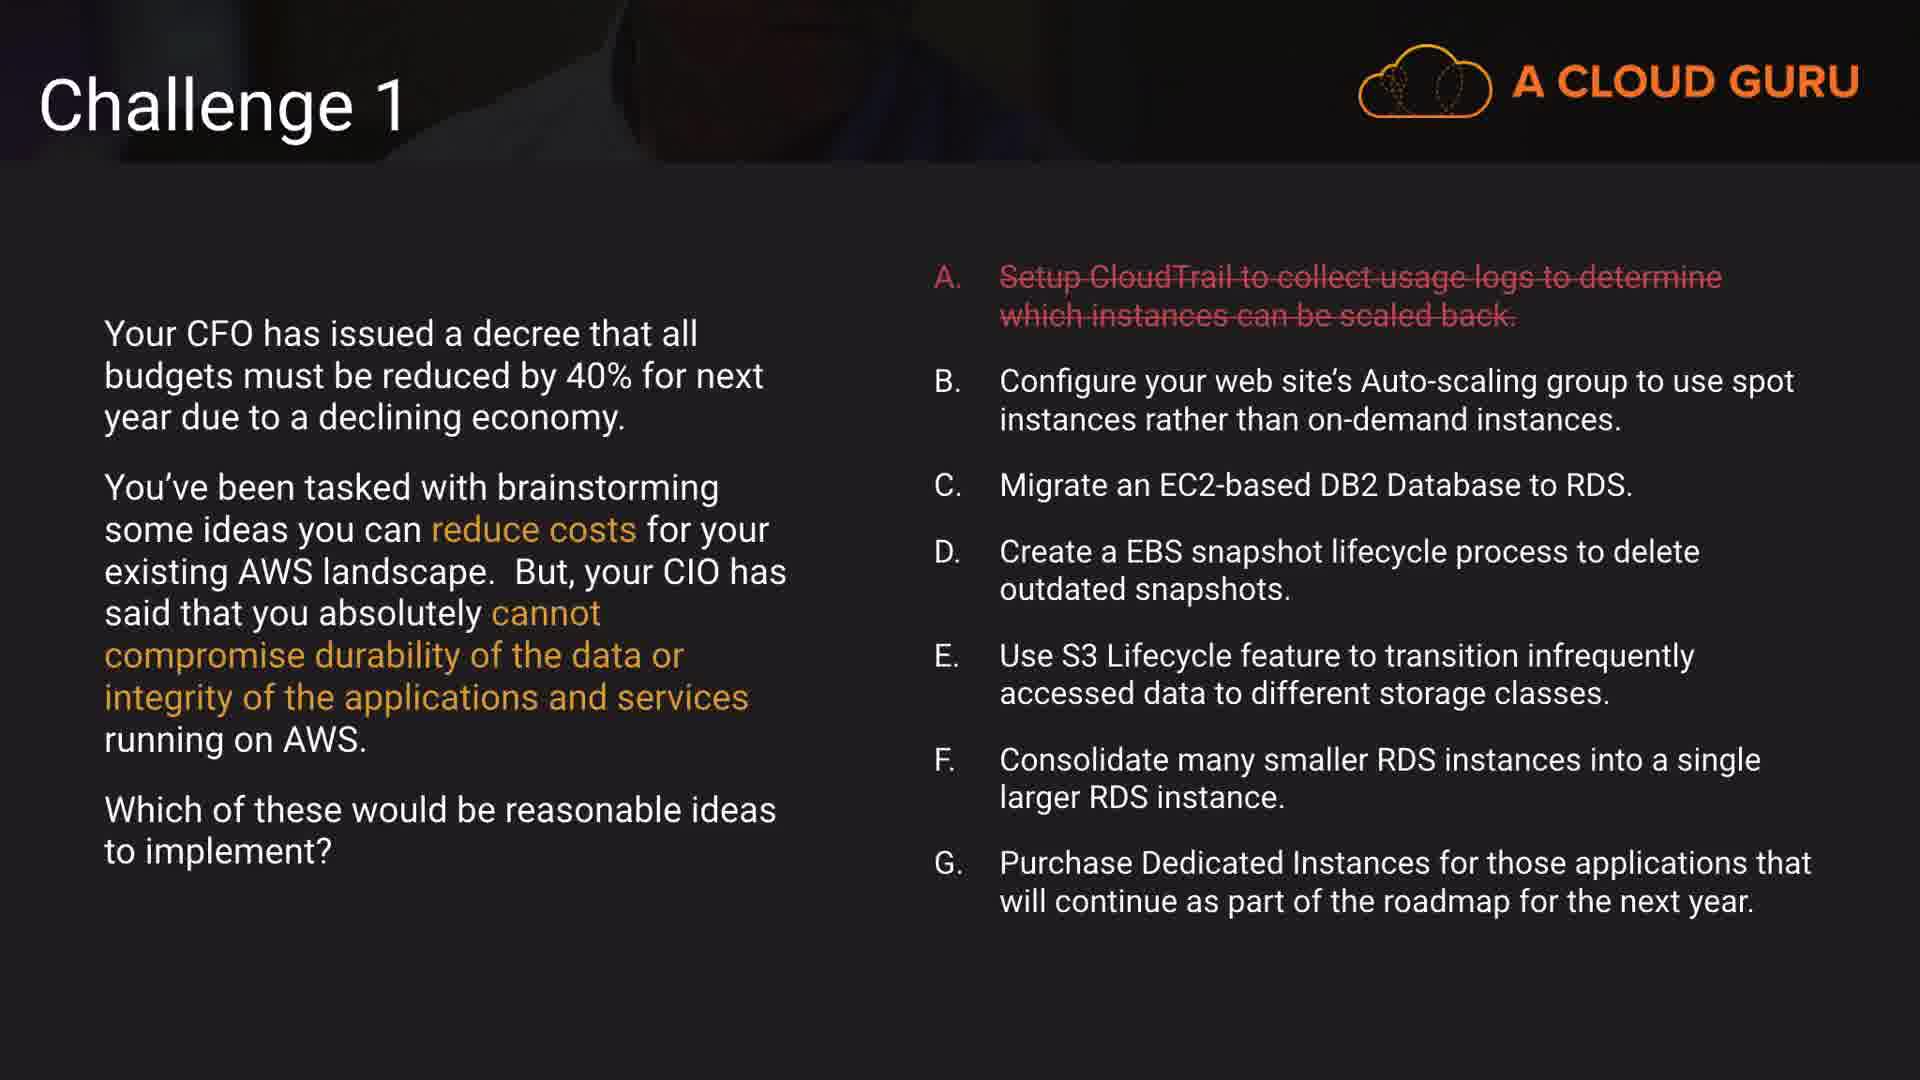 Challenge 1
A CLOUD GURU
Your CFO has issued a decree that all
budgets must be reduced by 40% for next
year due to a declining economy.
You’ve been tasked with brainstorming
some ideas you can reduce costs for your
existing AWS landscape.  But, your CIO has
said that you absolutely cannot
compromise durability of the data or
integrity of the applications and services
running on AWS.
Which of these would be reasonable ideas
to implement?
A. Setup CloudTrail to collect usage logs to determine
which instances can be scaled back.
B. Configure your web site’s Auto-scaling group to use spot
instances rather than on-demand instances.
C. Migrate an EC2-based DB2 Database to RDS.
D. Create a EBS snapshot lifecycle process to delete
outdated snapshots.
E. Use S3 Lifecycle feature to transition infrequently
accessed data to different storage classes.
F. Consolidate many smaller RDS instances into a single
larger RDS instance.
G. Purchase Dedicated Instances for those applications that
will continue as part of the roadmap for the next year.